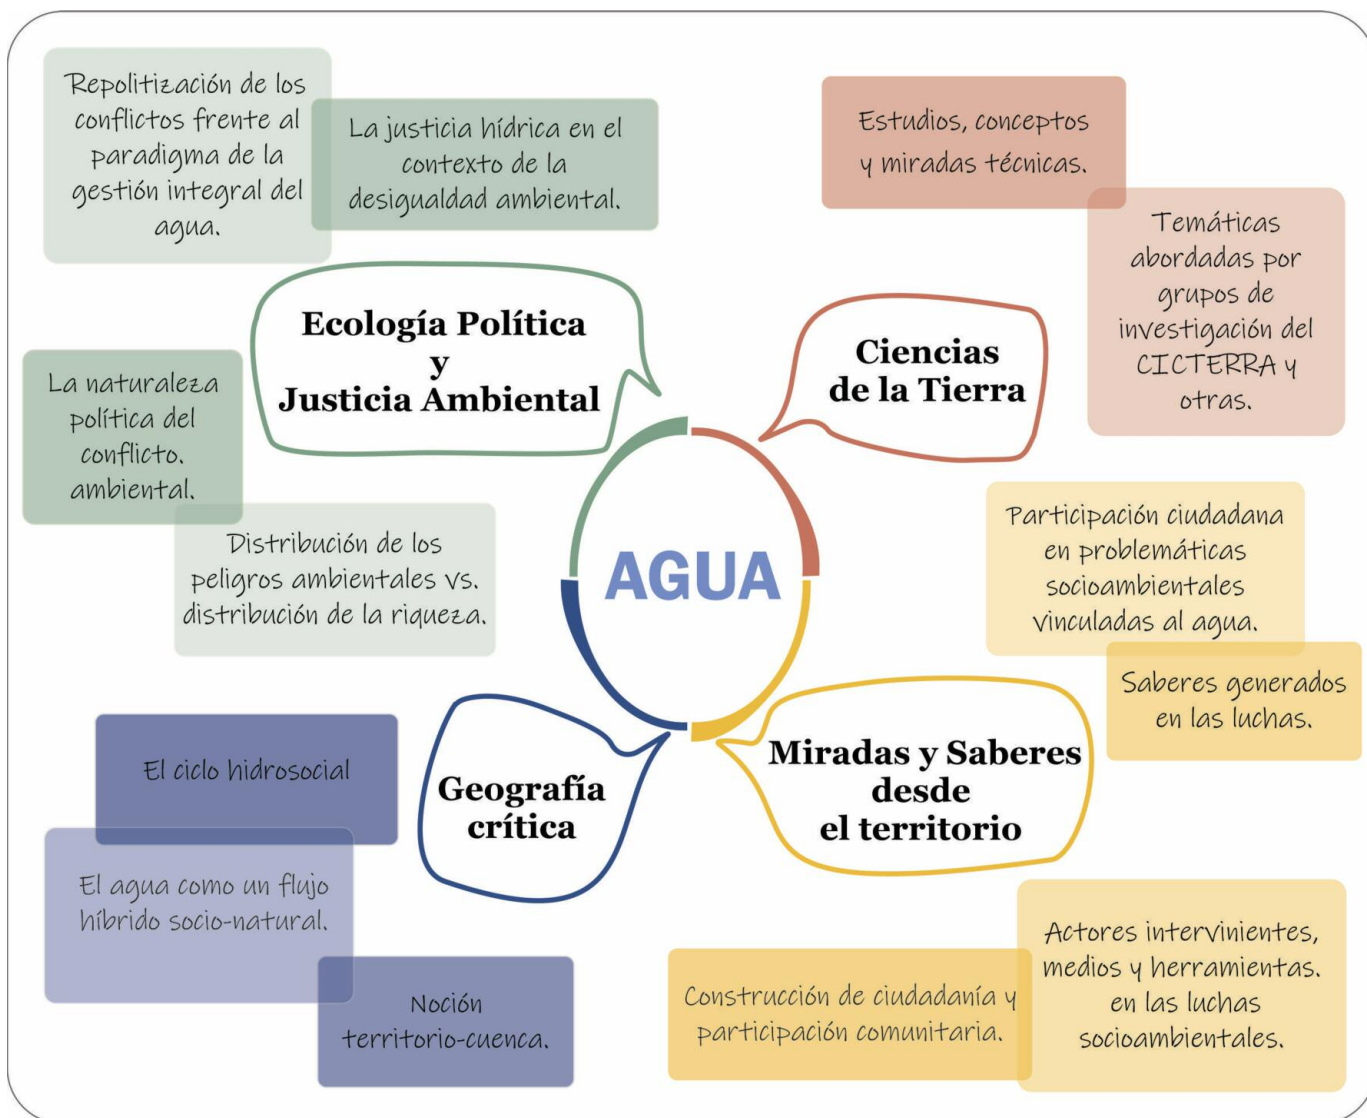 Repolitización de los
conflictos frente al
paradigma de la
gestión integral del
agua.
La justicia hídrica en el
contexto de la
desigualdad ambiental.
Ecología Política
y
Justicia Ambiental
La naturaleza
política del
conflicto.
ambiental.
Distribución de los
peligros ambientales vs.
distribución de la riqueza.
Estudios, conceptos
y miradas técnicas.
Temáticas
abordadas por
grupos de
investigación del
CICTERRA y
otras.
Ciencias
de la Tierra
AGUA
Participación ciudadana
en problemáticas
socioambientales
vinculadas al agua.
Saberes generados
en las luchas.
Miradas y Saberes
desde
el territorio
Actores intervinientes,
medios y herramientas.
en las luchas
socioambientales.
Construcción de ciudadanía y
participación comunitaria.
Geografía
crítica
El ciclo hidrosocial
El agua como un flujo
híbrido socio-natural.
Noción
territorio-cuenca.